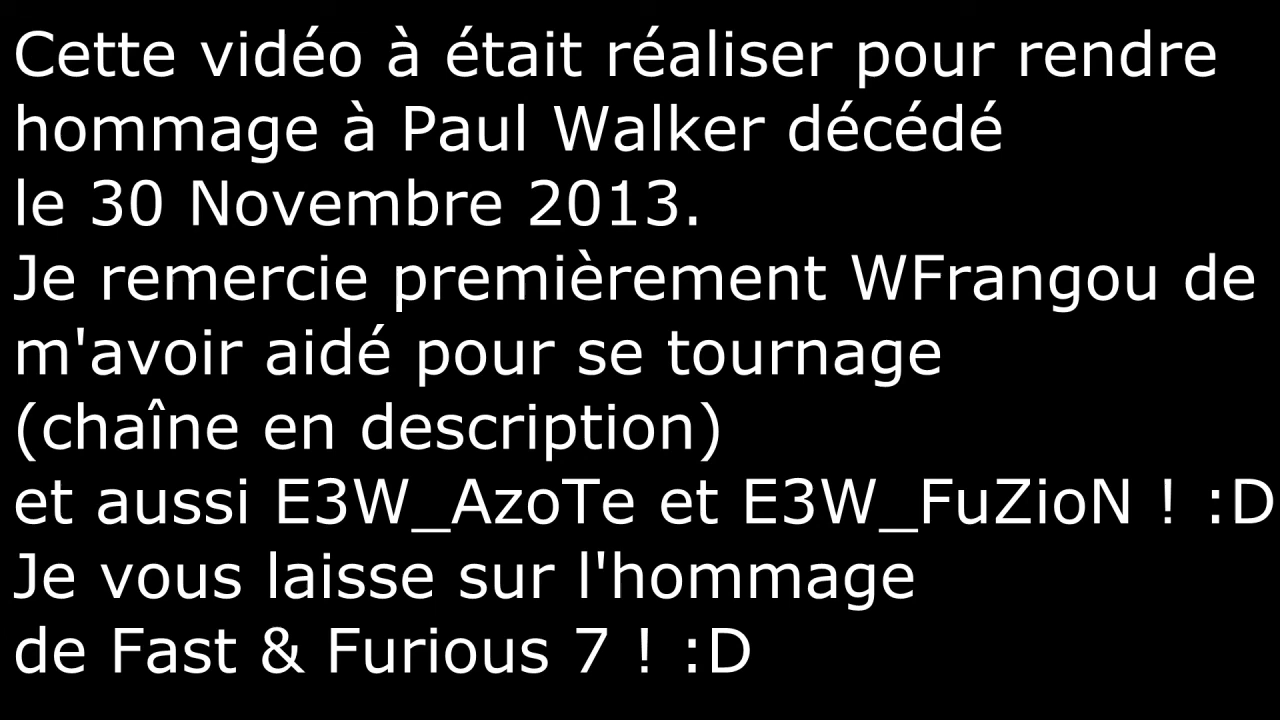 Cette vidéo à était réaliser pour rendre
hommage à Paul Walker décédé
le 30 Novembre 2013.
Je remercie premièrement WFrangou de
m'avoir aidé pour se tournage
(chaîne en description)
et aussi E3W_AzoTe et E3W_FuZioN ! :D
Je vous laisse sur l'hommage
de Fast & Furious 7 ! :D